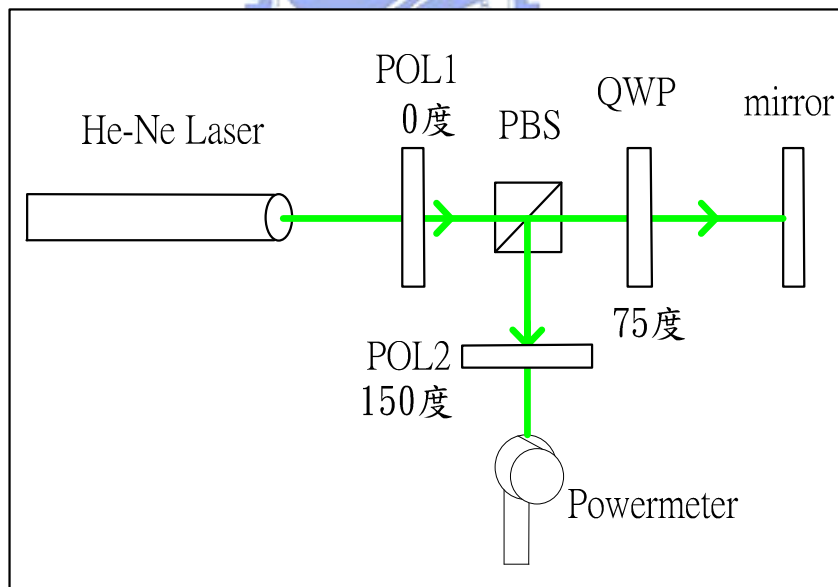 He-Ne Laser
POL1
0度
PBS
QWP
mirror
75度
POL2
150度
Powermeter